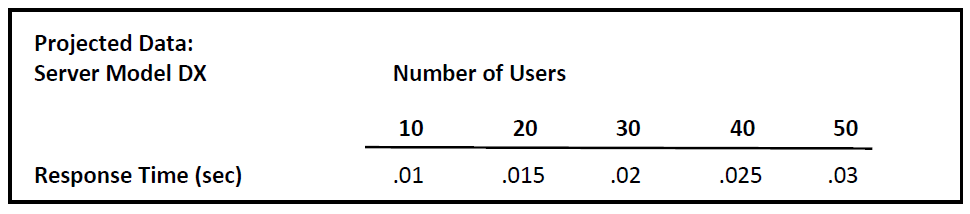 Projected Data:
Server Model DX Number of Users
10 20 30 40 50
Response Time (sec) .01 .015 .02 .025 .03